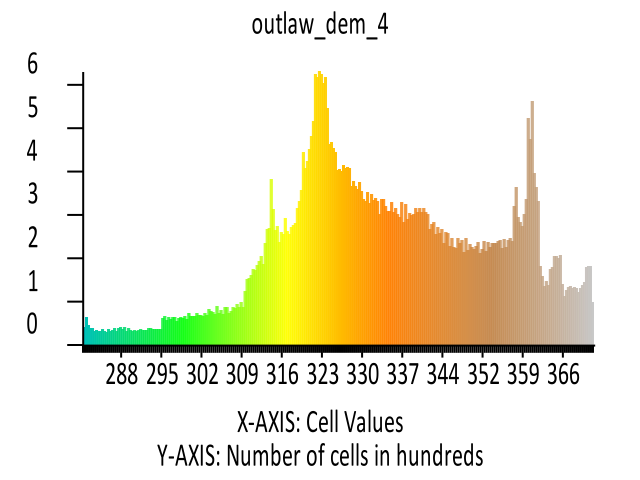 outlaw_dem_4
6
5
4
3
2
1
0
288 295 302 309 316 323 330 337 344 352 359 366
X-AXIS: Cell Values
Y-AXIS: Number of cells in hundreds